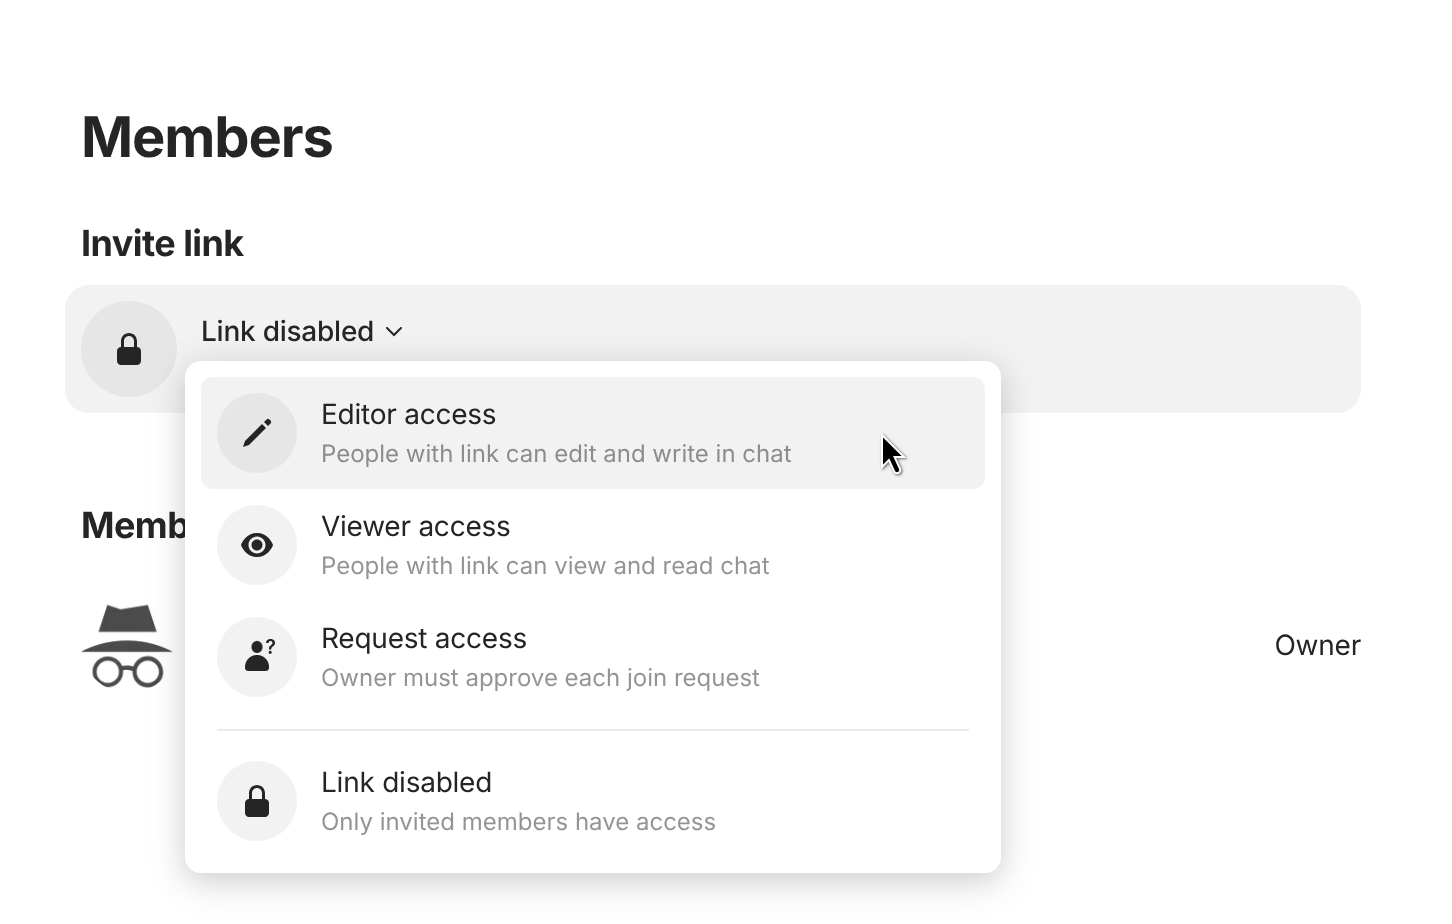 Members
Invite link
Link disabled
Editor access
People with link can edit and write in chat
Viewer access
People with link can view and read chat
Request access
Owner must approve each join request
Link disabled
Only invited members have access
Memb
Owner